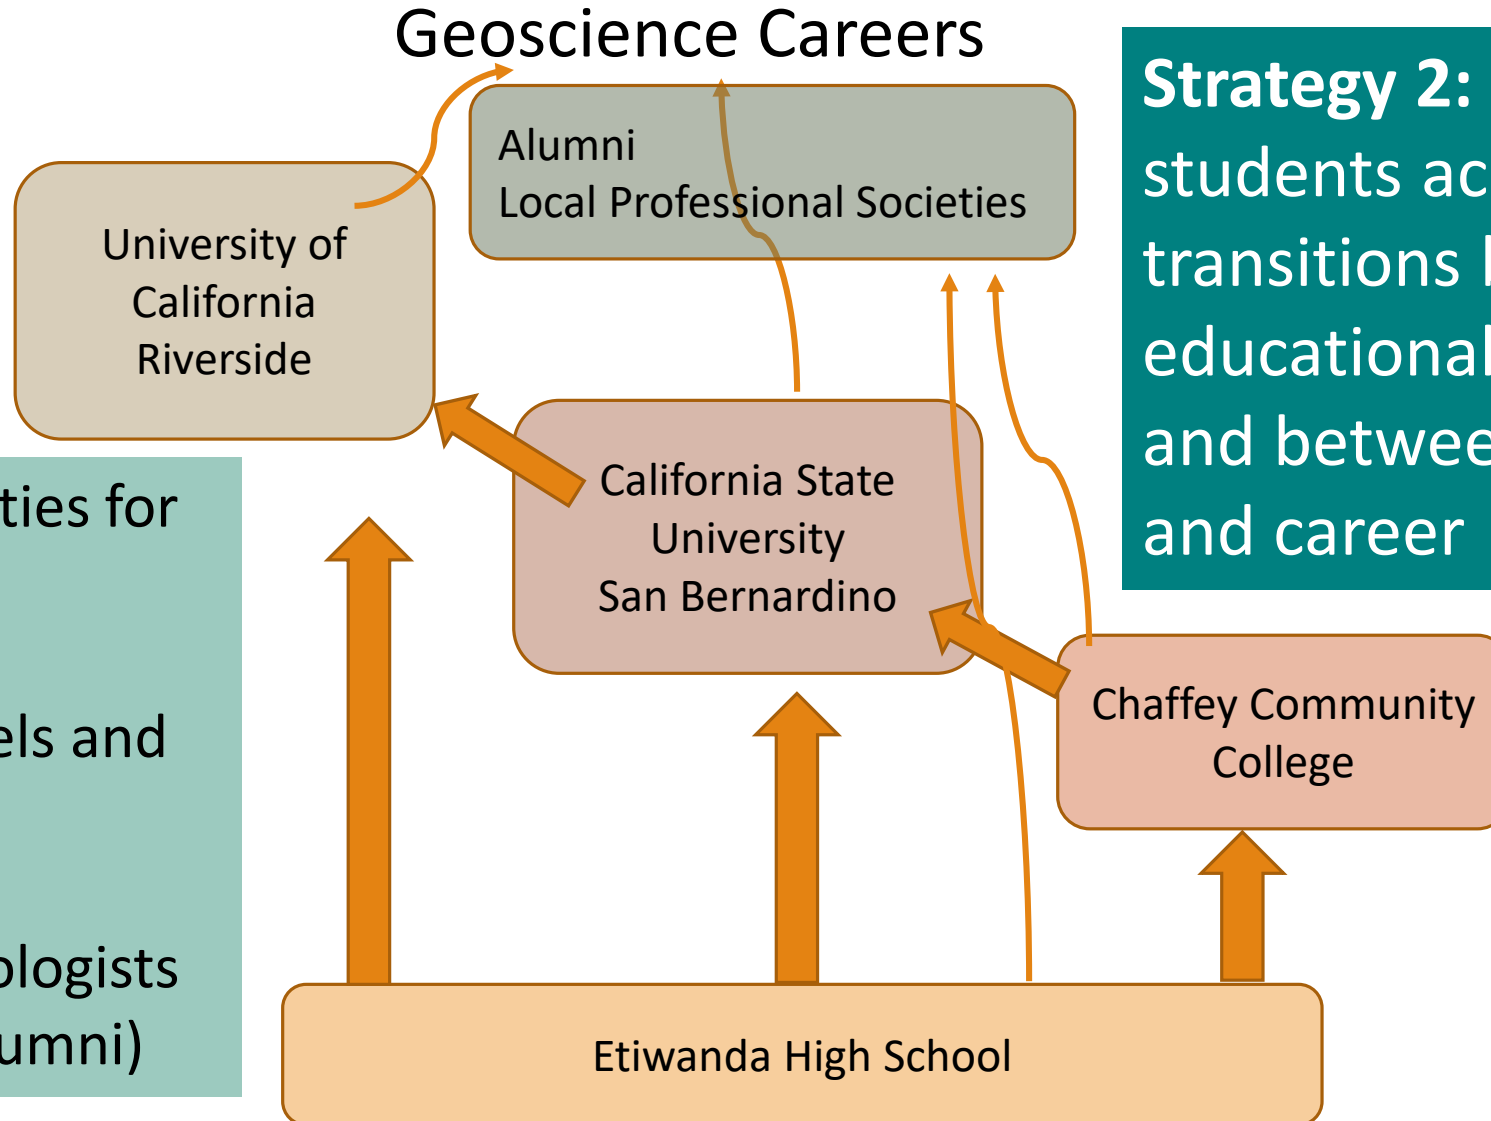 Geoscience Careers
Alumni
Local Professional Societies
Strategy 2:
students ac
transitions
educational
and betwee
and career
University of
California
Riverside
ties for
els and
ologists
umni)
California State
University
San Bernardino
Chaffey Community
College
Etiwanda High School